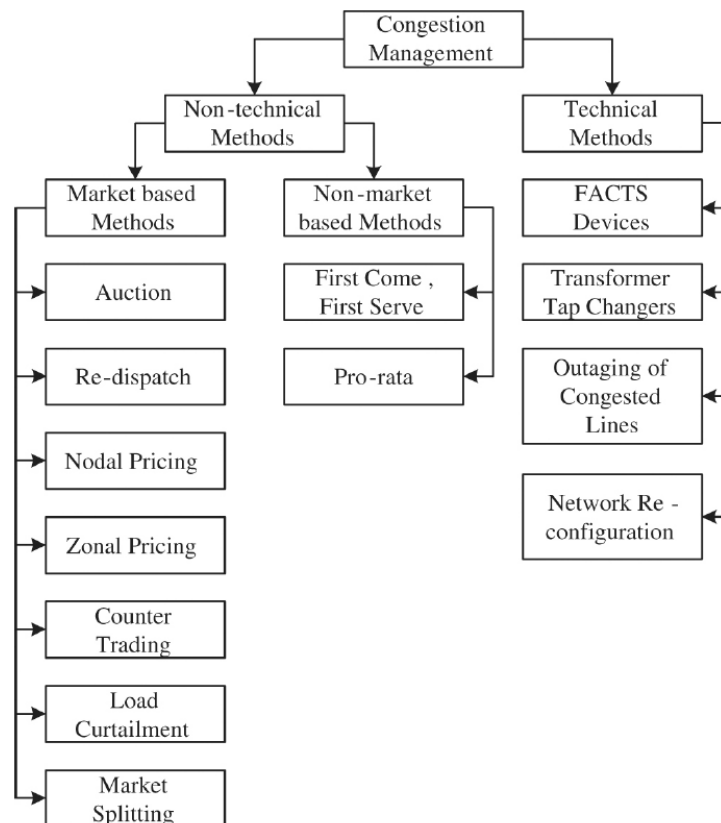 Congestion
Management
Non-technical
Methods
Technical
Methods
Market based
Methods
Non-market
based Methods
FACTS
Devices
Auction
First Come ,
First Serve
Transformer
Tap Changers
Re-dispatch
Pro-rata
Outaging of
Congested
Lines
Nodal Pricing
Network Re -
configuration
Zonal Pricing
Counter
Trading
Load
Curtailment
Market
Splitting